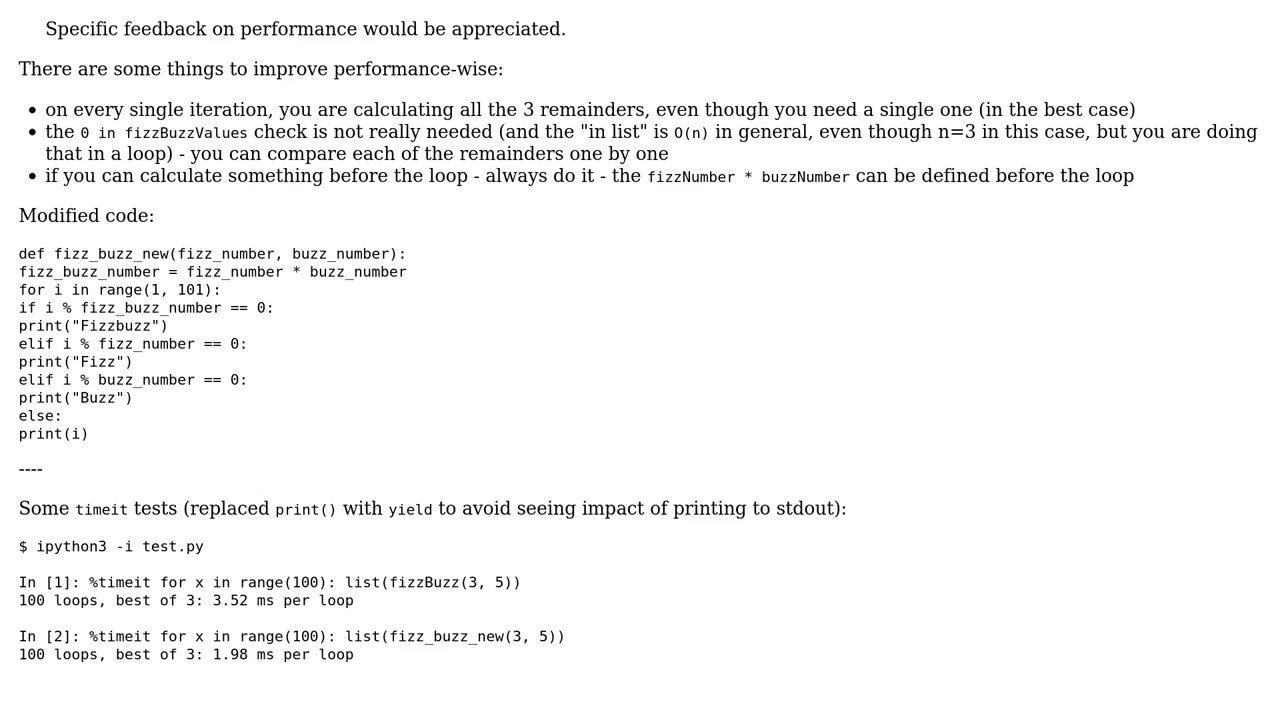 Specific feedback on performance would be appreciated.
There are some things to improve performance-wise:
• on every single iteration, you are calculating all the 3 remainders, even though you need a single one (in the best case)
• the 0 in fizzBuzzValues check is not really needed (and the "in list" is O(n) in general, even though n=3 in this case, but you are doing
that in a loop) - you can compare each of the remainders one by one
• if you can calculate something before the loop - always do it - the fizzNumber * buzzNumber can be defined before the loop
Modified code:
def fizz_buzz_new(fizz_number, buzz_number):
fizz_buzz_number = fizz_number * buzz_number
for i in range(1, 101):
if i % fizz_buzz_number == 0:
print("Fizzbuzz")
elif i % fizz_number == 0:
print("Fizz")
elif i % buzz_number == 0:
print("Buzz")
else:
print(i)
----
Some timeit tests (replaced print() with yield to avoid seeing impact of printing to stdout):
$ ipython3 -i test.py
In [1]: %timeit for x in range(100): list(fizzBuzz(3, 5))
100 loops, best of 3: 3.52 ms per loop
In [2]: %timeit for x in range(100): list(fizz_buzz_new(3, 5))
100 loops, best of 3: 1.98 ms per loop